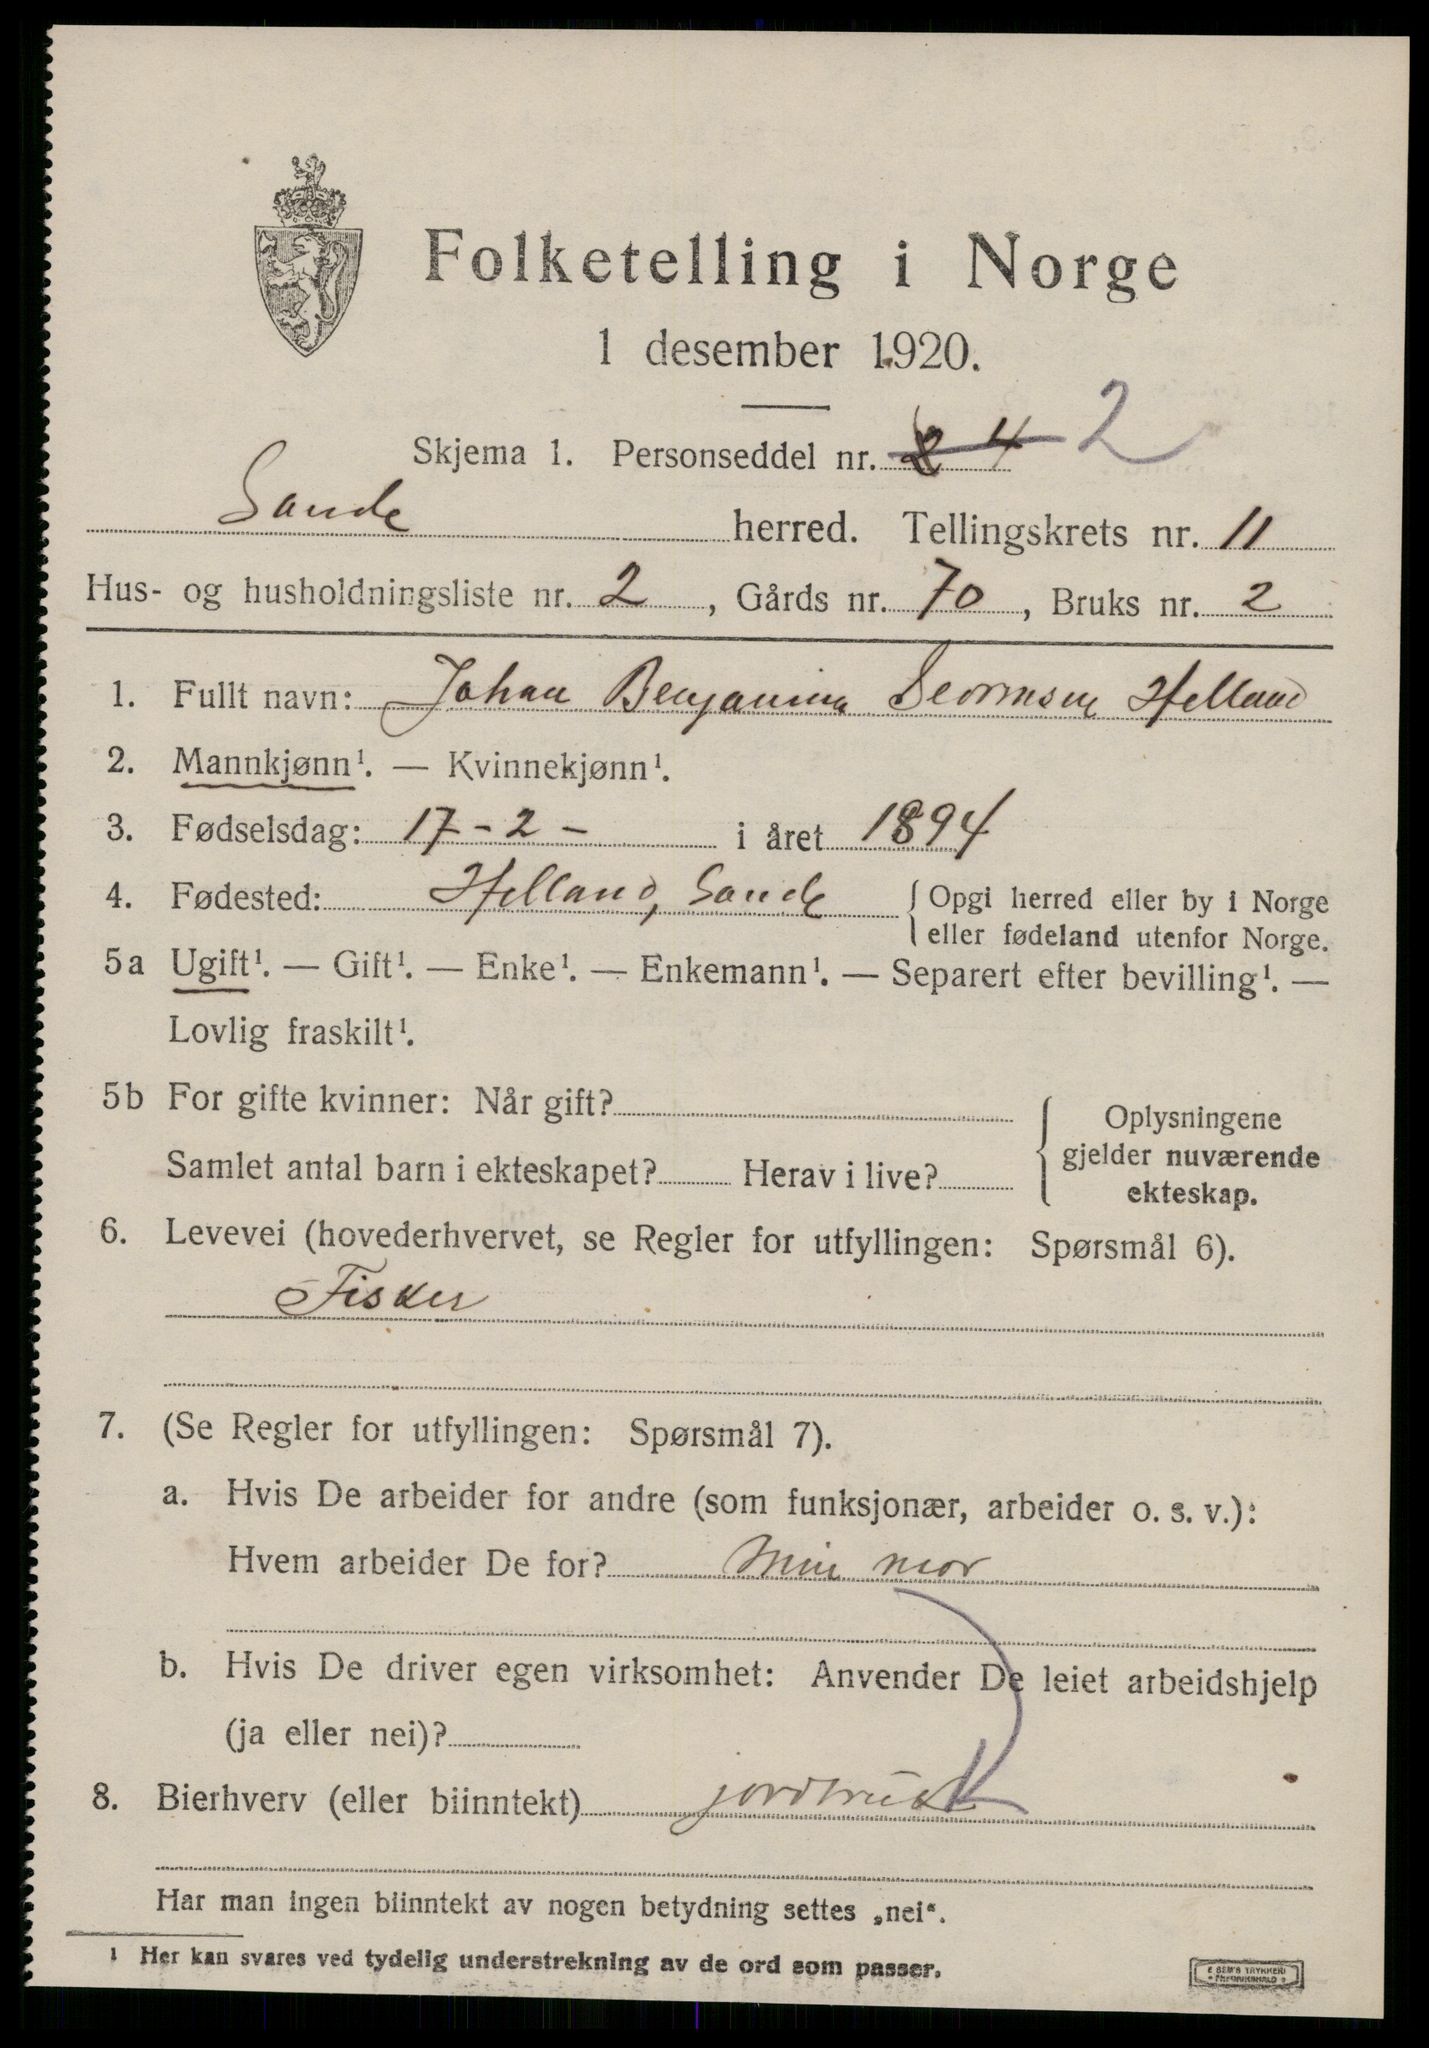 Folketelling i Norge
1 desember 1920.
Skjema 1. Personseddel nr. 4 2
Sande herred. Tellingskrets nr. 11
Hus- og husholdningsliste nr. 2, Gårds nr. 70, Bruks nr. 2
1. Fullt navn: Johan Benjamin Helland
2. Mannkjønn¹. — Kvinnekjønn¹.
3. Fødselsdag: 17-2- i året 1894
4. Fødested: Helland, Sande { Opgi herred eller by i Norge
eller fødeland utenfor Norge.
5a Ugift¹. — Gift¹. — Enke¹. — Enkemann¹. — Separert efter bevilling¹. —
Lovlig fraskilt¹.
5b For gifte kvinner: Når gift?
Samlet antal barn i ekteskapet? Herav i live?
{ Oplysningene
gjelder nuværende
ekteskap.
6. Levevei (hovederhvervet, se Regler for utfyllingen: Spørsmål 6).
Fisker
7. (Se Regler for utfyllingen: Spørsmål 7).
a. Hvis De arbeider for andre (som funksjonær, arbeider o. s. v.):
Hvem arbeider De for? Min mor
b. Hvis De driver egen virksomhet: Anvender De leiet arbeidshjelp
(ja eller nei)?
8. Bierhverv (eller biinntekt) jordbruk
Har man ingen biinntekt av nogen betydning settes „nei“.
¹ Her kan svares ved tydelig understrekning av de ord som passer.
E SEM'S TRYKKERI
FREDRIKSHALD